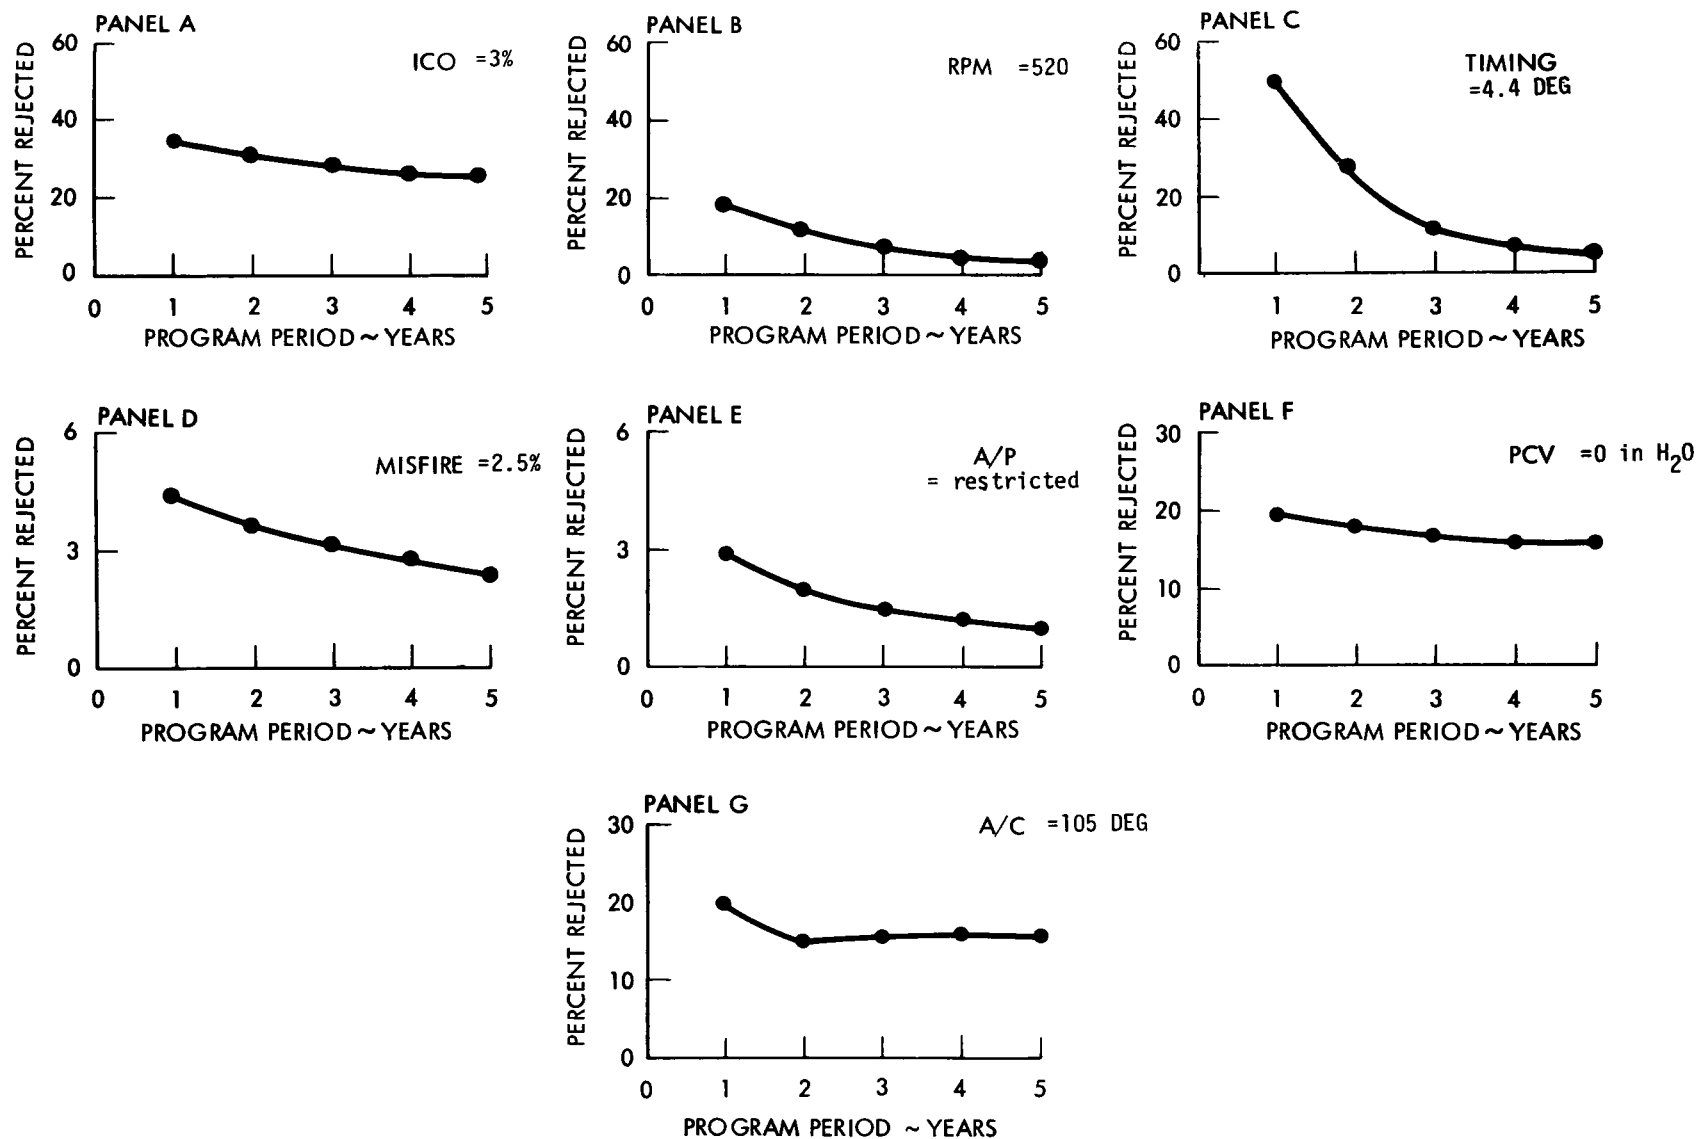 PANEL A
ICO =3%
PERCENT REJECTED
60
40
20
0
0 1 2 3 4 5
PROGRAM PERIOD ~ YEARS
PANEL B
RPM =520
PERCENT REJECTED
60
40
20
0
0 1 2 3 4 5
PROGRAM PERIOD ~ YEARS
PANEL C
TIMING
=4.4 DEG
PERCENT REJECTED
60
40
20
0
0 1 2 3 4 5
PROGRAM PERIOD ~ YEARS
PANEL D
MISFIRE =2.5%
PERCENT REJECTED
6
3
0
0 1 2 3 4 5
PROGRAM PERIOD ~ YEARS
PANEL E
A/P
= restricted
PERCENT REJECTED
6
3
0
0 1 2 3 4 5
PROGRAM PERIOD ~ YEARS
PANEL F
PCV =0 in H₂O
PERCENT REJECTED
30
20
10
0
0 1 2 3 4 5
PROGRAM PERIOD ~ YEARS
PANEL G
A/C =105 DEG
PERCENT REJECTED
30
20
10
0
0 1 2 3 4 5
PROGRAM PERIOD ~ YEARS